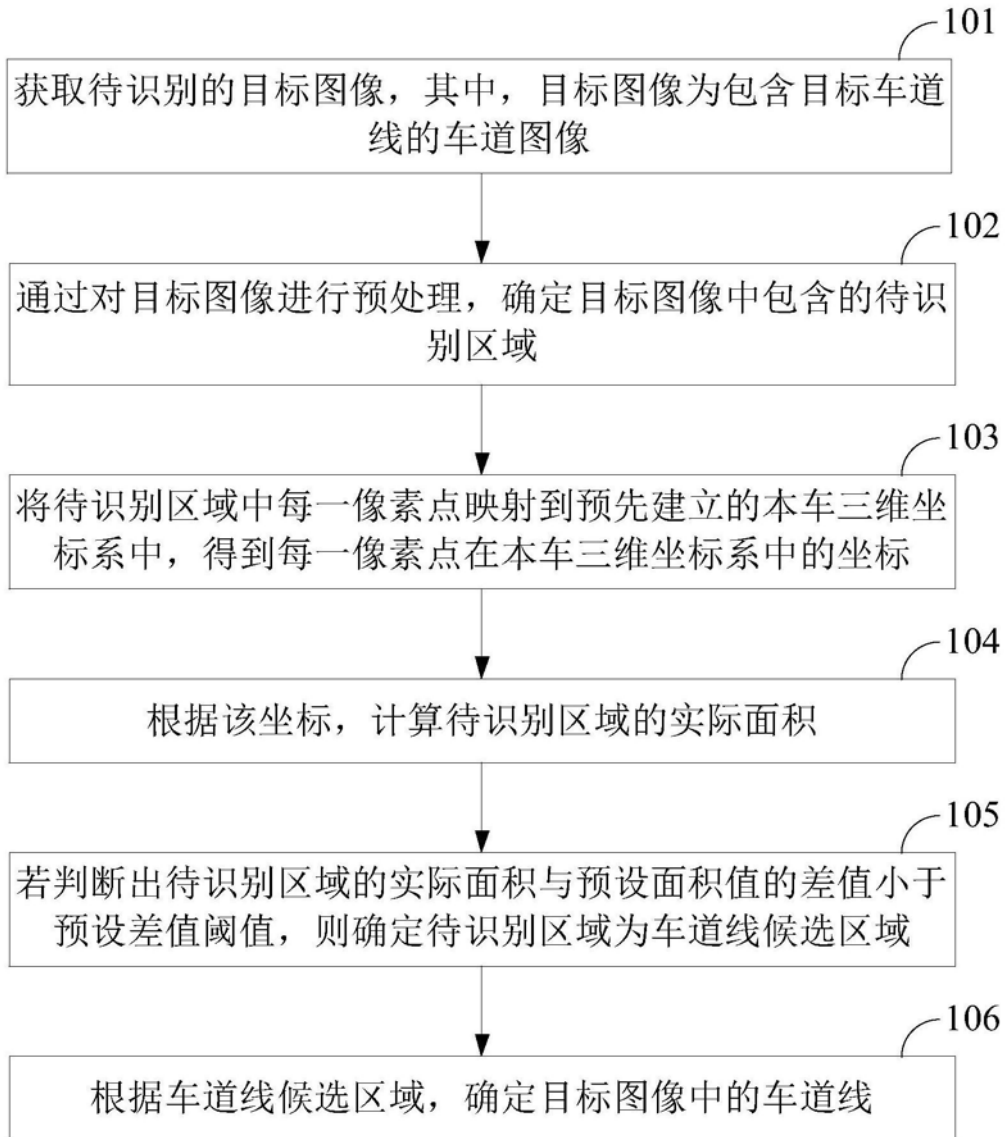 101
获取待识别的目标图像，其中，目标图像为包含目标车道
线的车道图像
102
通过对目标图像进行预处理，确定目标图像中包含的待识
别区域
103
将待识别区域中每一像素点映射到预先建立的本车三维坐
标系中，得到每一像素点在本车三维坐标系中的坐标
104
根据该坐标，计算待识别区域的实际面积
105
若判断出待识别区域的实际面积与预设面积值的差值小于
预设差值阈值，则确定待识别区域为车道线候选区域
106
根据车道线候选区域，确定目标图像中的车道线